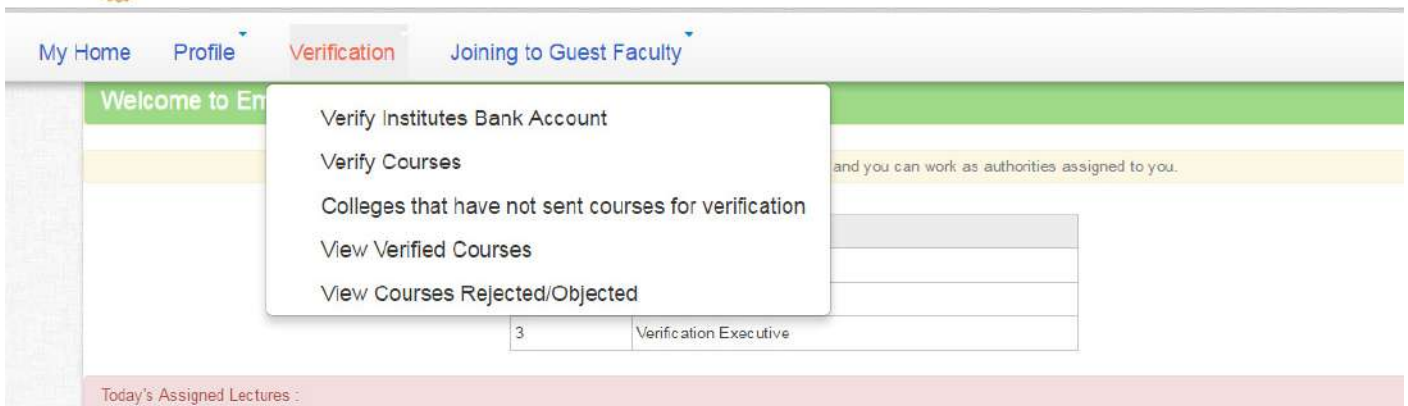 My Home Profile Verification Joining to Guest Faculty
Welcome to Em
Verify Institutes Bank Account
Verify Courses
and you can work as authorities assigned to you.
Colleges that have not sent courses for verification
View Verified Courses
View Courses Rejected/Objected
3 Verification Executive
Today's Assigned Lectures :